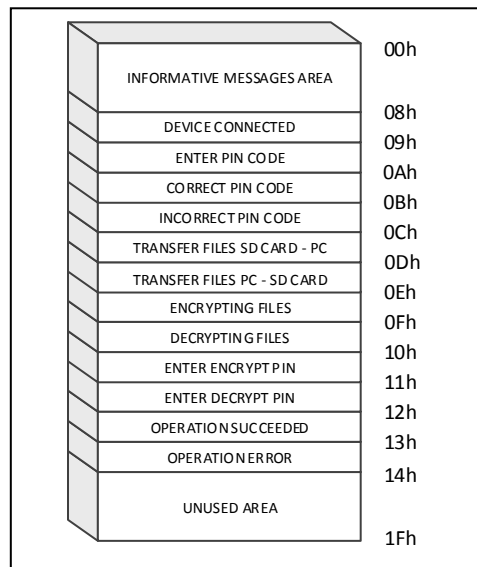 00h
INFORMATIVE MESSAGES AREA
08h
DEVICE CONNECTED
09h
ENTER PIN CODE
0Ah
CORRECT PIN CODE
0Bh
INCORRECT PIN CODE
0Ch
TRANSFER FILES SD CARD - PC
0Dh
TRANSFER FILES PC - SD CARD
0Eh
ENCRYPTING FILES
0Fh
DECRYPTING FILES
10h
ENTER ENCRYPT PIN
11h
ENTER DECRYPT PIN
12h
OPERATION SUCCEEDED
13h
OPERATION ERROR
14h
UNUSED AREA
1Fh